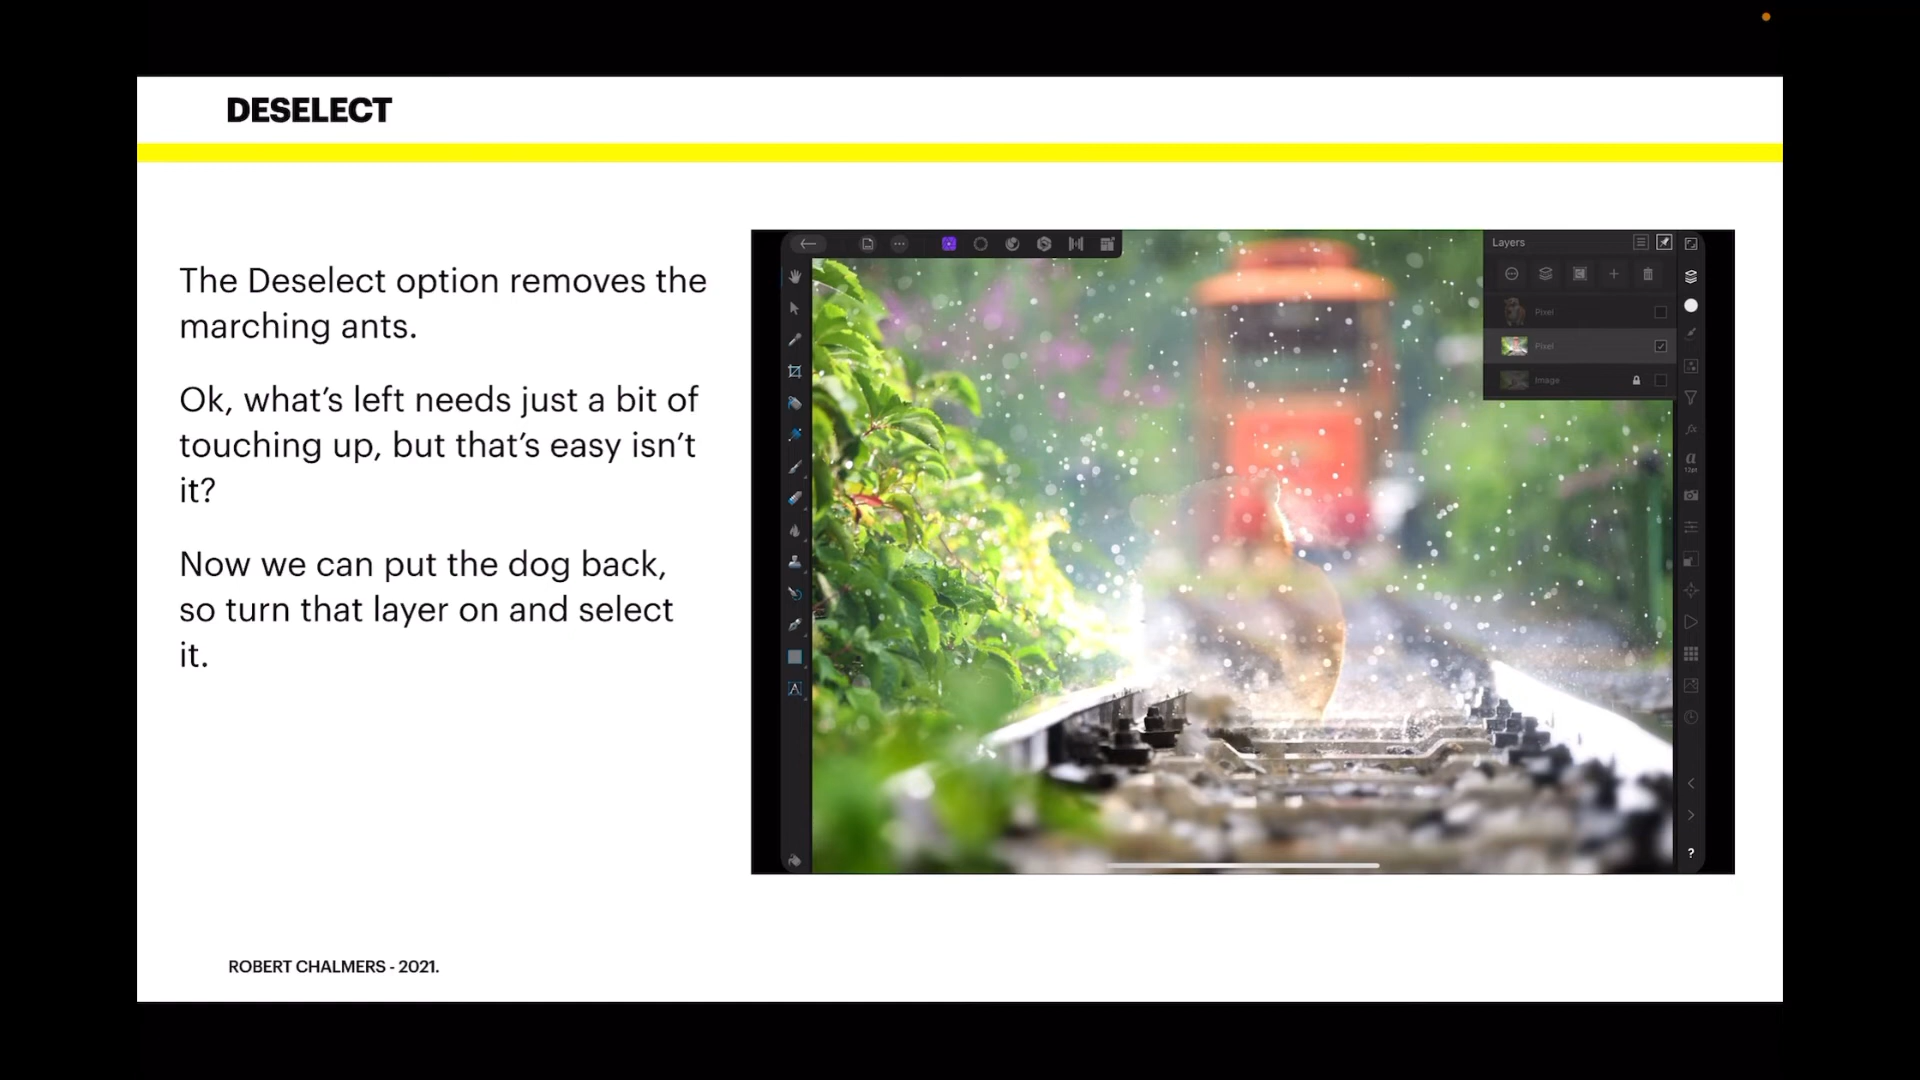 DESELECT
The Deselect option removes the
marching ants.
Ok, what’s left needs just a bit of
touching up, but that’s easy isn’t
it?
Now we can put the dog back,
so turn that layer on and select
it.
Layers
Pixel
Pixel
Image
a
12pt
fx
A
?
ROBERT CHALMERS - 2021.